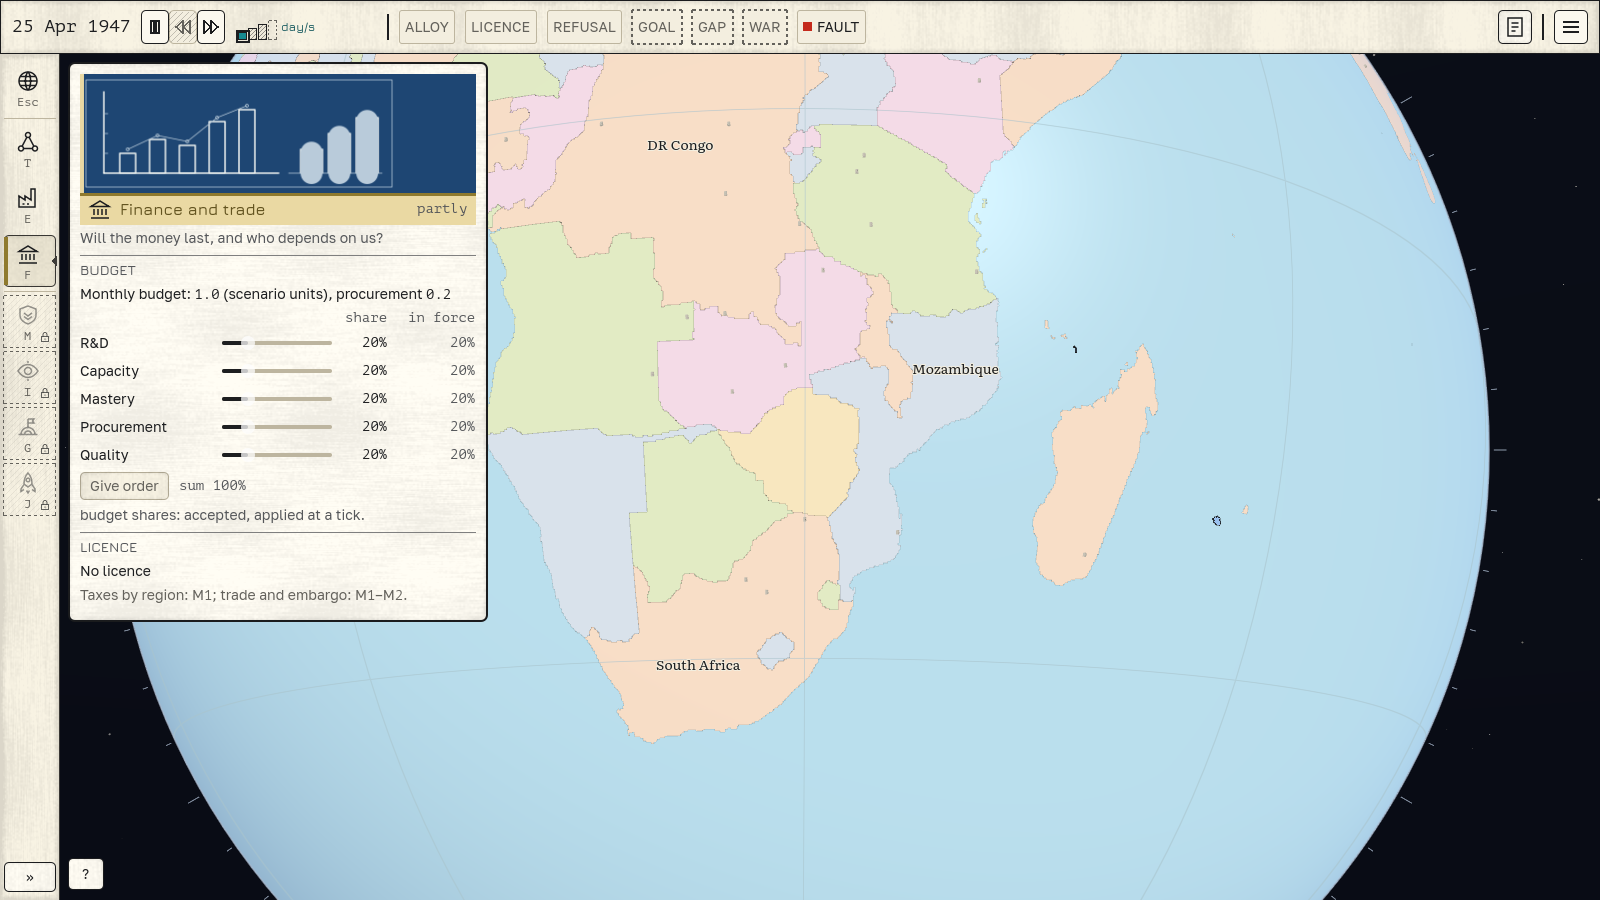 25 Apr 1947
day/s
ALLOY
LICENCE
REFUSAL
GOAL
GAP
WAR
FAULT
Esc
T
E
F
M
I
G
J
»
?
Finance and trade
partly
Will the money last, and who depends on us?
BUDGET
Monthly budget: 1.0 (scenario units), procurement 0.2
share in force
R&D 20% 20%
Capacity 20% 20%
Mastery 20% 20%
Procurement 20% 20%
Quality 20% 20%
Give order sum 100%
budget shares: accepted, applied at a tick.
LICENCE
No licence
Taxes by region: M1; trade and embargo: M1–M2.
DR Congo
Mozambique
South Africa